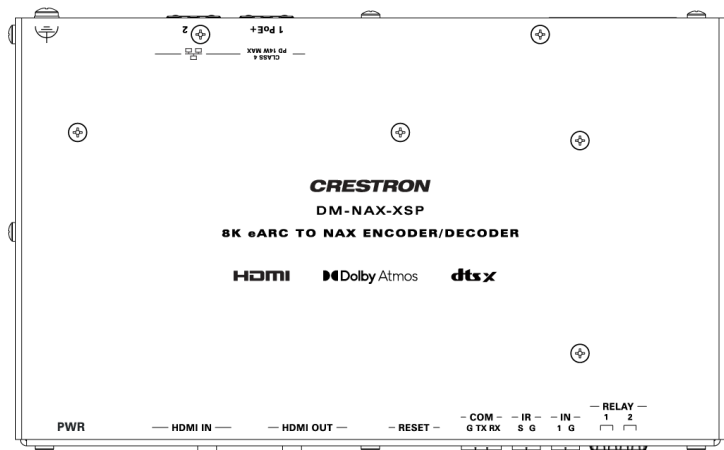 2
1 PoE+
CLASS 4
PD 14W MAX
CRESTRON
DM-NAX-XSP
8K eARC TO NAX ENCODER/DECODER
HDMI Dolby Atmos dts x
PWR
HDMI IN
HDMI OUT
RESET
COM
G TX RX
IR
S G
IN
1 G
RELAY
1 2